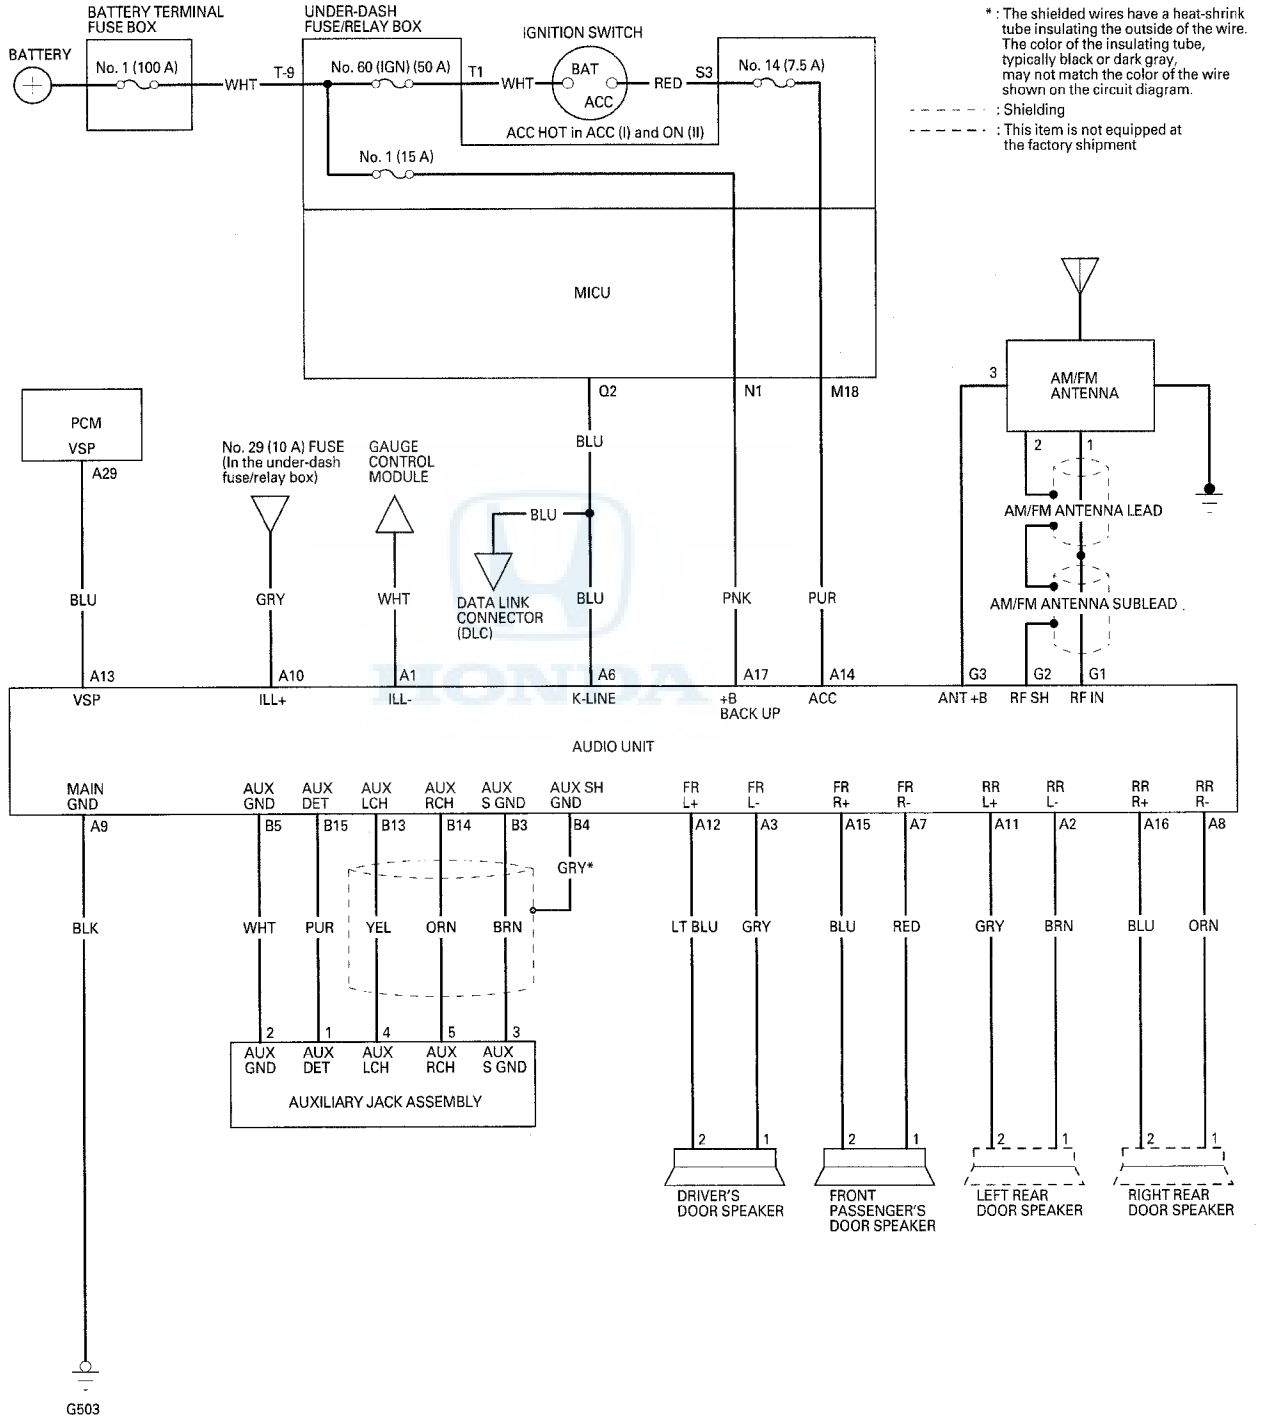 BATTERY TERMINAL
FUSE BOX
UNDER-DASH
FUSE/RELAY BOX
IGNITION SWITCH
* : The shielded wires have a heat-shrink
tube insulating the outside of the wire.
The color of the insulating tube,
typically black or dark gray,
may not match the color of the wire
shown on the circuit diagram.
: Shielding
: This item is not equipped at
the factory shipment
BATTERY
No. 1 (100 A)
WHT
T-9
No. 60 (IGN) (50 A)
T1
WHT
BAT
ACC
RED
S3
No. 14 (7.5 A)
ACC HOT in ACC (I) and ON (II)
No. 1 (15 A)
MICU
Q2
N1
M18
3
AM/FM
ANTENNA
2
1
PCM
VSP
A29
No. 29 (10 A) FUSE
(In the under-dash
fuse/relay box)
GAUGE
CONTROL
MODULE
BLU
BLU
AM/FM ANTENNA LEAD
BLU
GRY
WHT
DATA LINK
CONNECTOR
(DLC)
BLU
PNK
PUR
AM/FM ANTENNA SUBLEAD
HONDA
A13
A10
A1
A6
A17
A14
G3
G2
G1
VSP
ILL+
ILL-
K-LINE
+B
BACK UP
ACC
ANT +B
RF SH
RF IN
AUDIO UNIT
MAIN
GND
AUX
GND
AUX
DET
AUX
LCH
AUX
RCH
AUX
S GND
AUX SH
GND
FR
L+
FR
L-
FR
R+
FR
R-
RR
L+
RR
L-
RR
R+
RR
R-
A9
B5
B15
B13
B14
B3
B4
A12
A3
A15
A7
A11
A2
A16
A8
GRY*
BLK
WHT
PUR
YEL
ORN
BRN
LT BLU
GRY
BLU
RED
GRY
BRN
BLU
ORN
2
1
4
5
3
AUX
GND
AUX
DET
AUX
LCH
AUX
RCH
AUX
S GND
AUXILIARY JACK ASSEMBLY
2
1
2
1
2
1
2
1
DRIVER'S
DOOR SPEAKER
FRONT
PASSENGER'S
DOOR SPEAKER
LEFT REAR
DOOR SPEAKER
RIGHT REAR
DOOR SPEAKER
G503